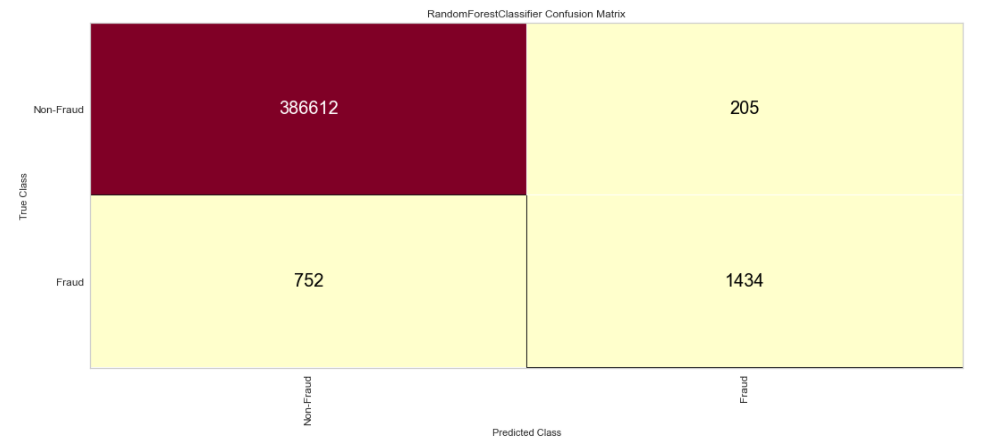 RandomForestClassifier Confusion Matrix
True Class
Non-Fraud
386612
205
Fraud
752
1434
Non-Fraud
Fraud
Predicted Class